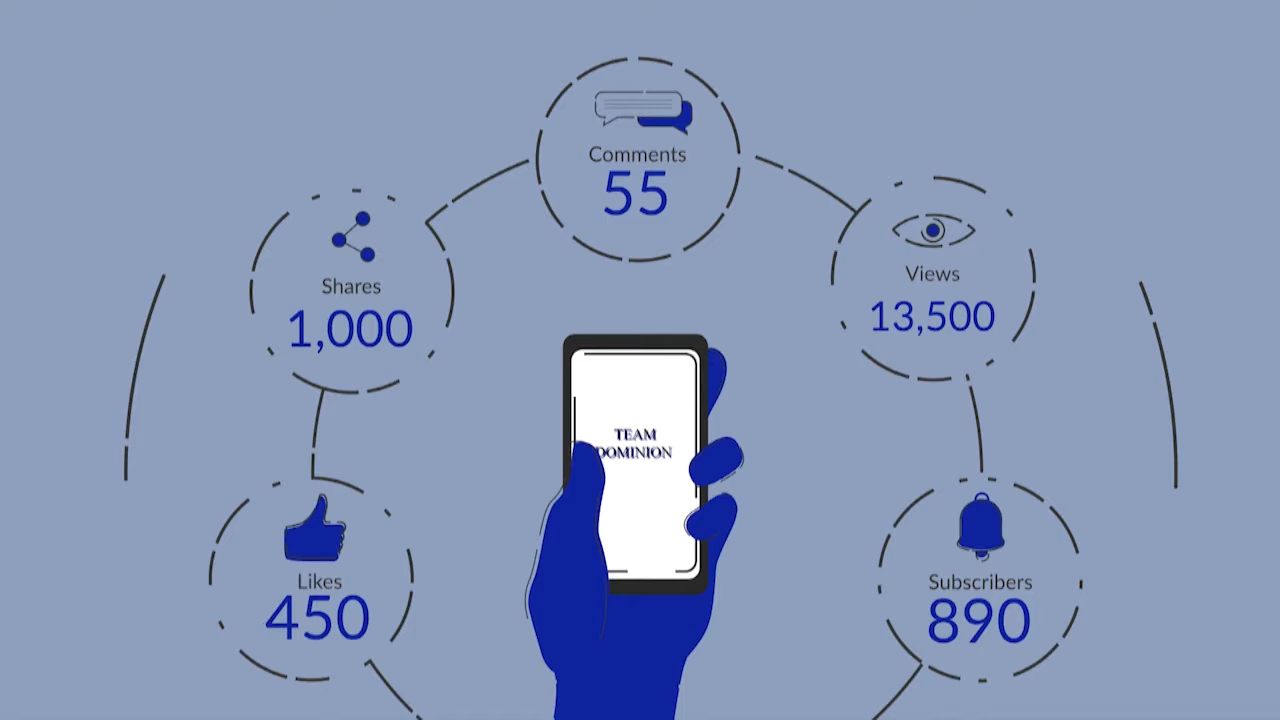 Comments
55
Shares
1,000
Views
13,500
TEAM
DOMINION
Likes
450
Subscribers
890